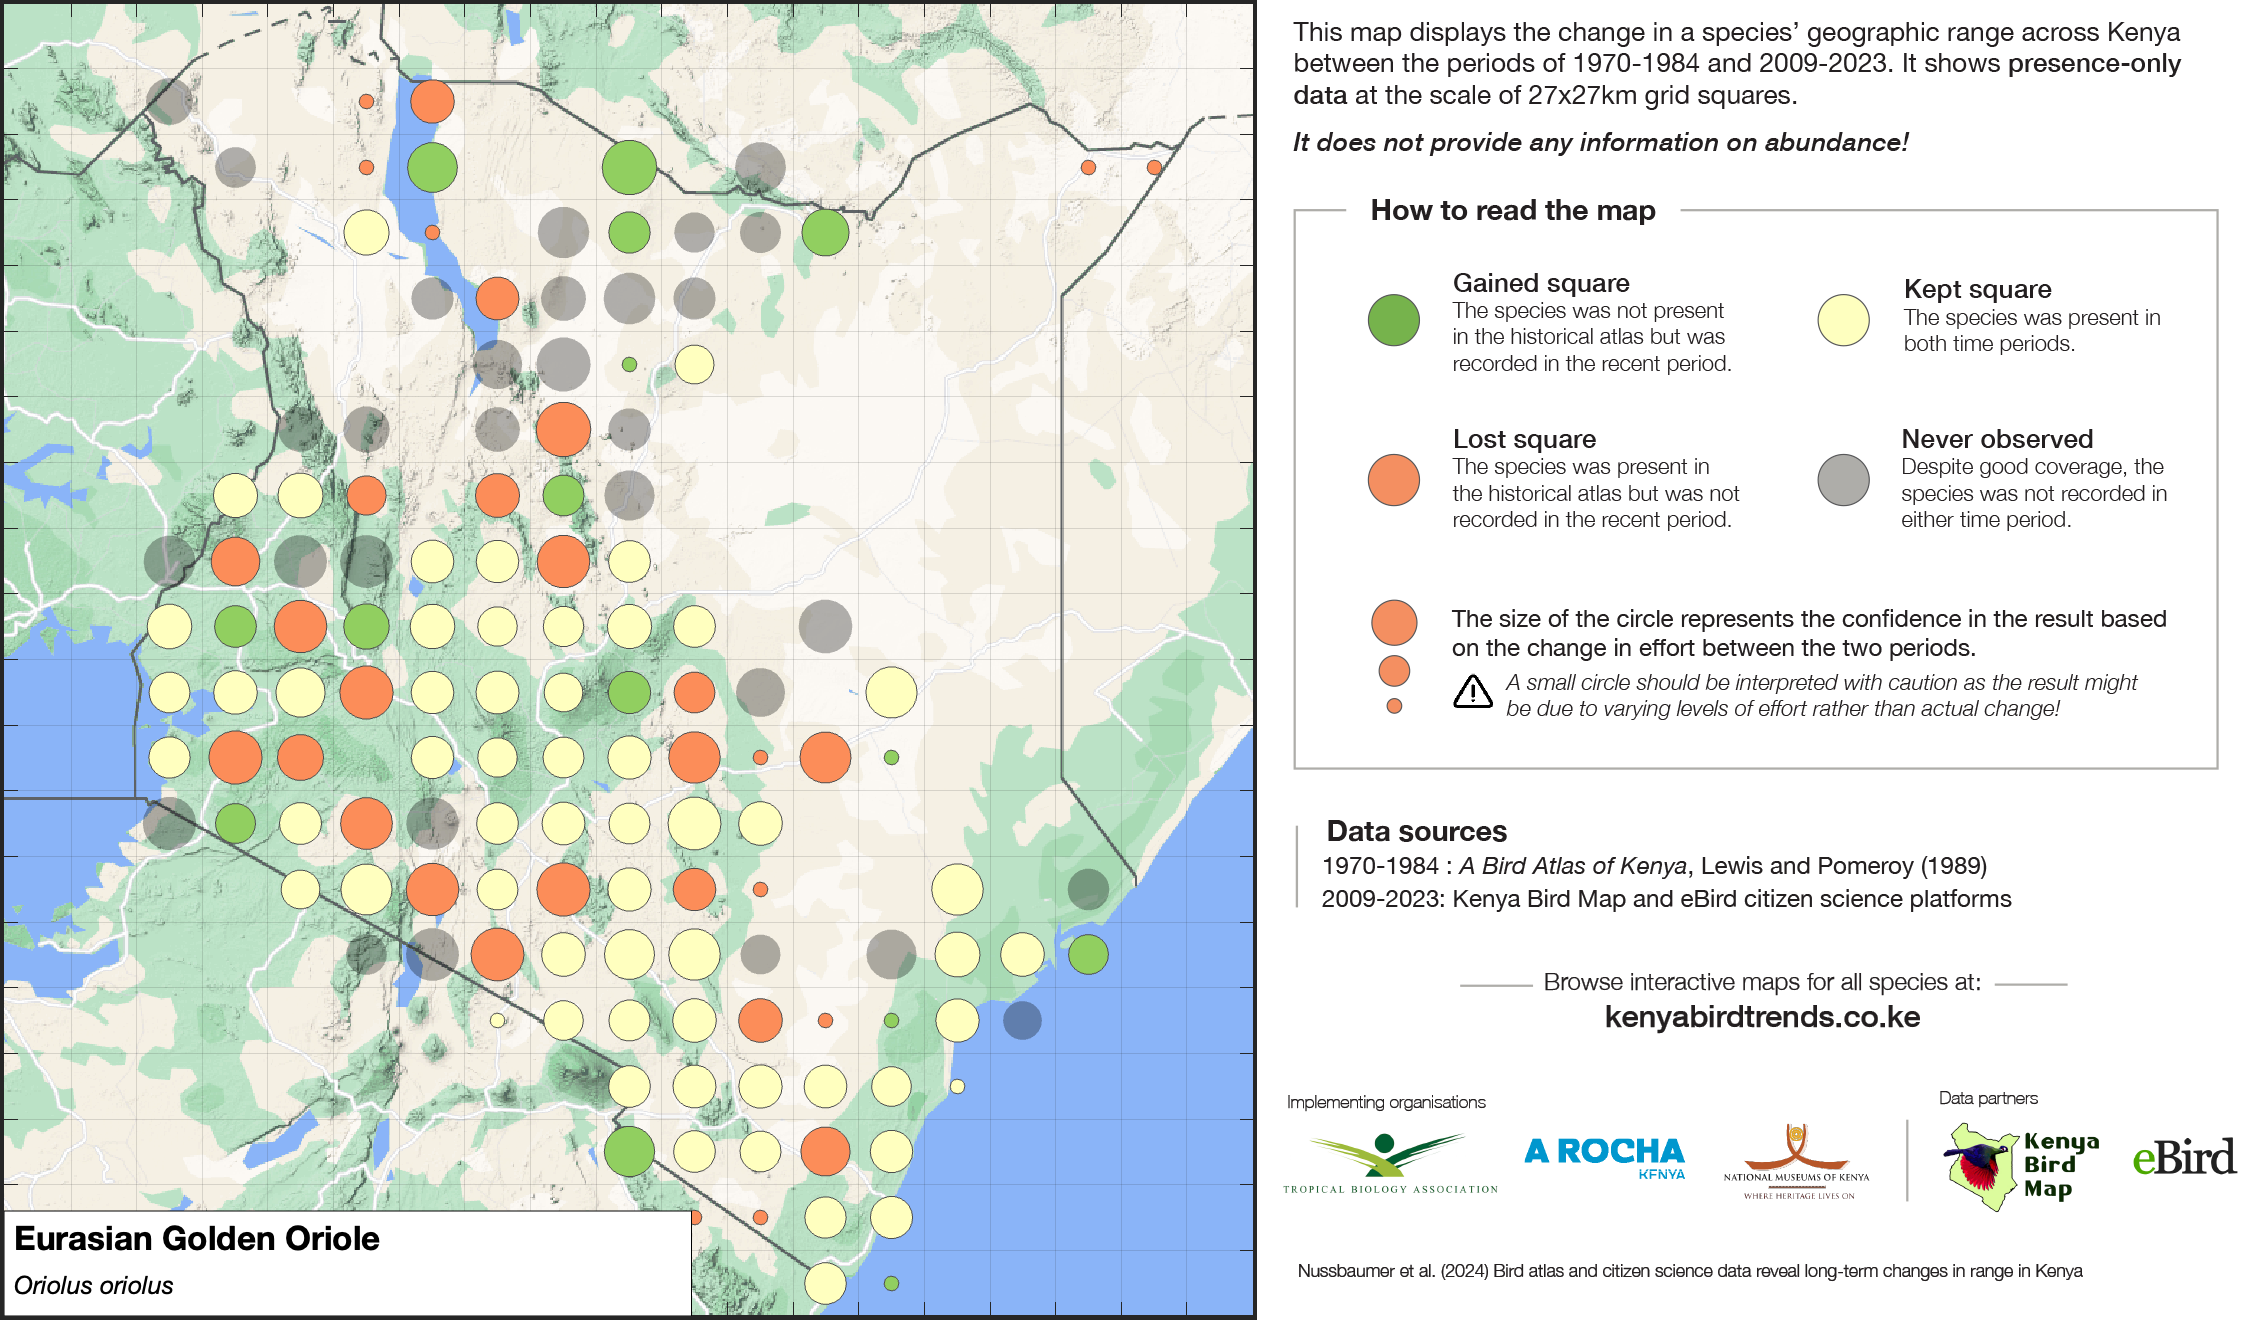 This map displays the change in a species’ geographic range across Kenya
between the periods of 1970-1984 and 2009-2023. It shows presence-only
data at the scale of 27x27km grid squares.
It does not provide any information on abundance!
How to read the map
Gained square
The species was not present
in the historical atlas but was
recorded in the recent period.
Kept square
The species was present in
both time periods.
Lost square
The species was present in
the historical atlas but was not
recorded in the recent period.
Never observed
Despite good coverage, the
species was not recorded in
either time period.
The size of the circle represents the confidence in the result based
on the change in effort between the two periods.
A small circle should be interpreted with caution as the result might
be due to varying levels of effort rather than actual change!
Data sources
1970-1984 : A Bird Atlas of Kenya, Lewis and Pomeroy (1989)
2009-2023: Kenya Bird Map and eBird citizen science platforms
Browse interactive maps for all species at:
kenyabirdtrends.co.ke
Implementing organisations
Data partners
TROPICAL BIOLOGY ASSOCIATION
A ROCHA
KENYA
NATIONAL MUSEUMS OF KENYA
WHERE HERITAGE LIVES ON
Kenya
Bird
Map
eBird
Nussbaumer et al. (2024) Bird atlas and citizen science data reveal long-term changes in range in Kenya
Eurasian Golden Oriole
Oriolus oriolus